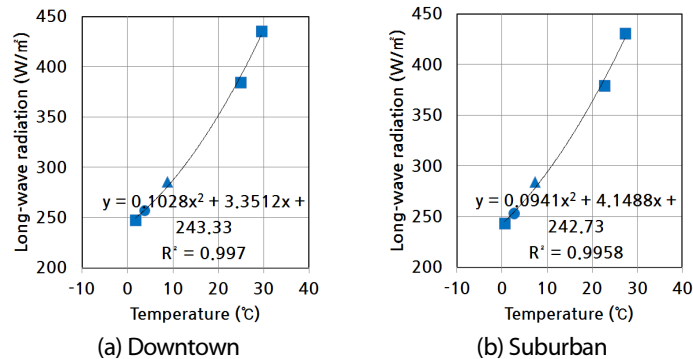 Long-wave radiation (W/㎡)
450
400
350
300
250
200
y = 0.1028x² + 3.3512x +
243.33
R² = 0.997
-10 0 10 20 30 40
Temperature (℃)
(a) Downtown
Long-wave radiation (W/㎡)
450
400
350
300
250
200
y = 0.0941x² + 4.1488x +
242.73
R² = 0.9958
-10 0 10 20 30 40
Temperature (℃)
(b) Suburban